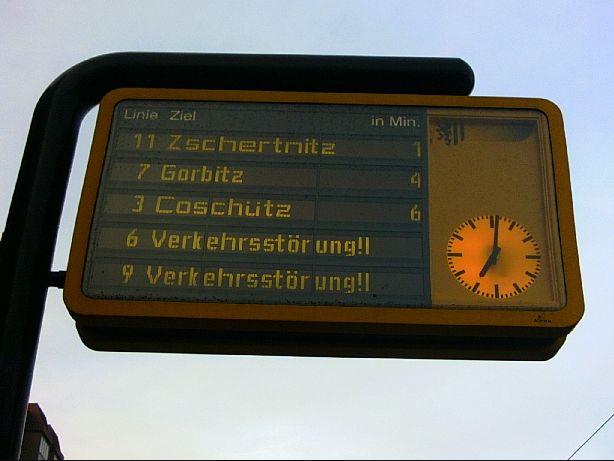 Linie Ziel in Min.
11 Zschertnitz 1
7 Gorbitz 4
3 Coschütz 6
6 Verkehrsstörung!!
9 Verkehrsstörung!!